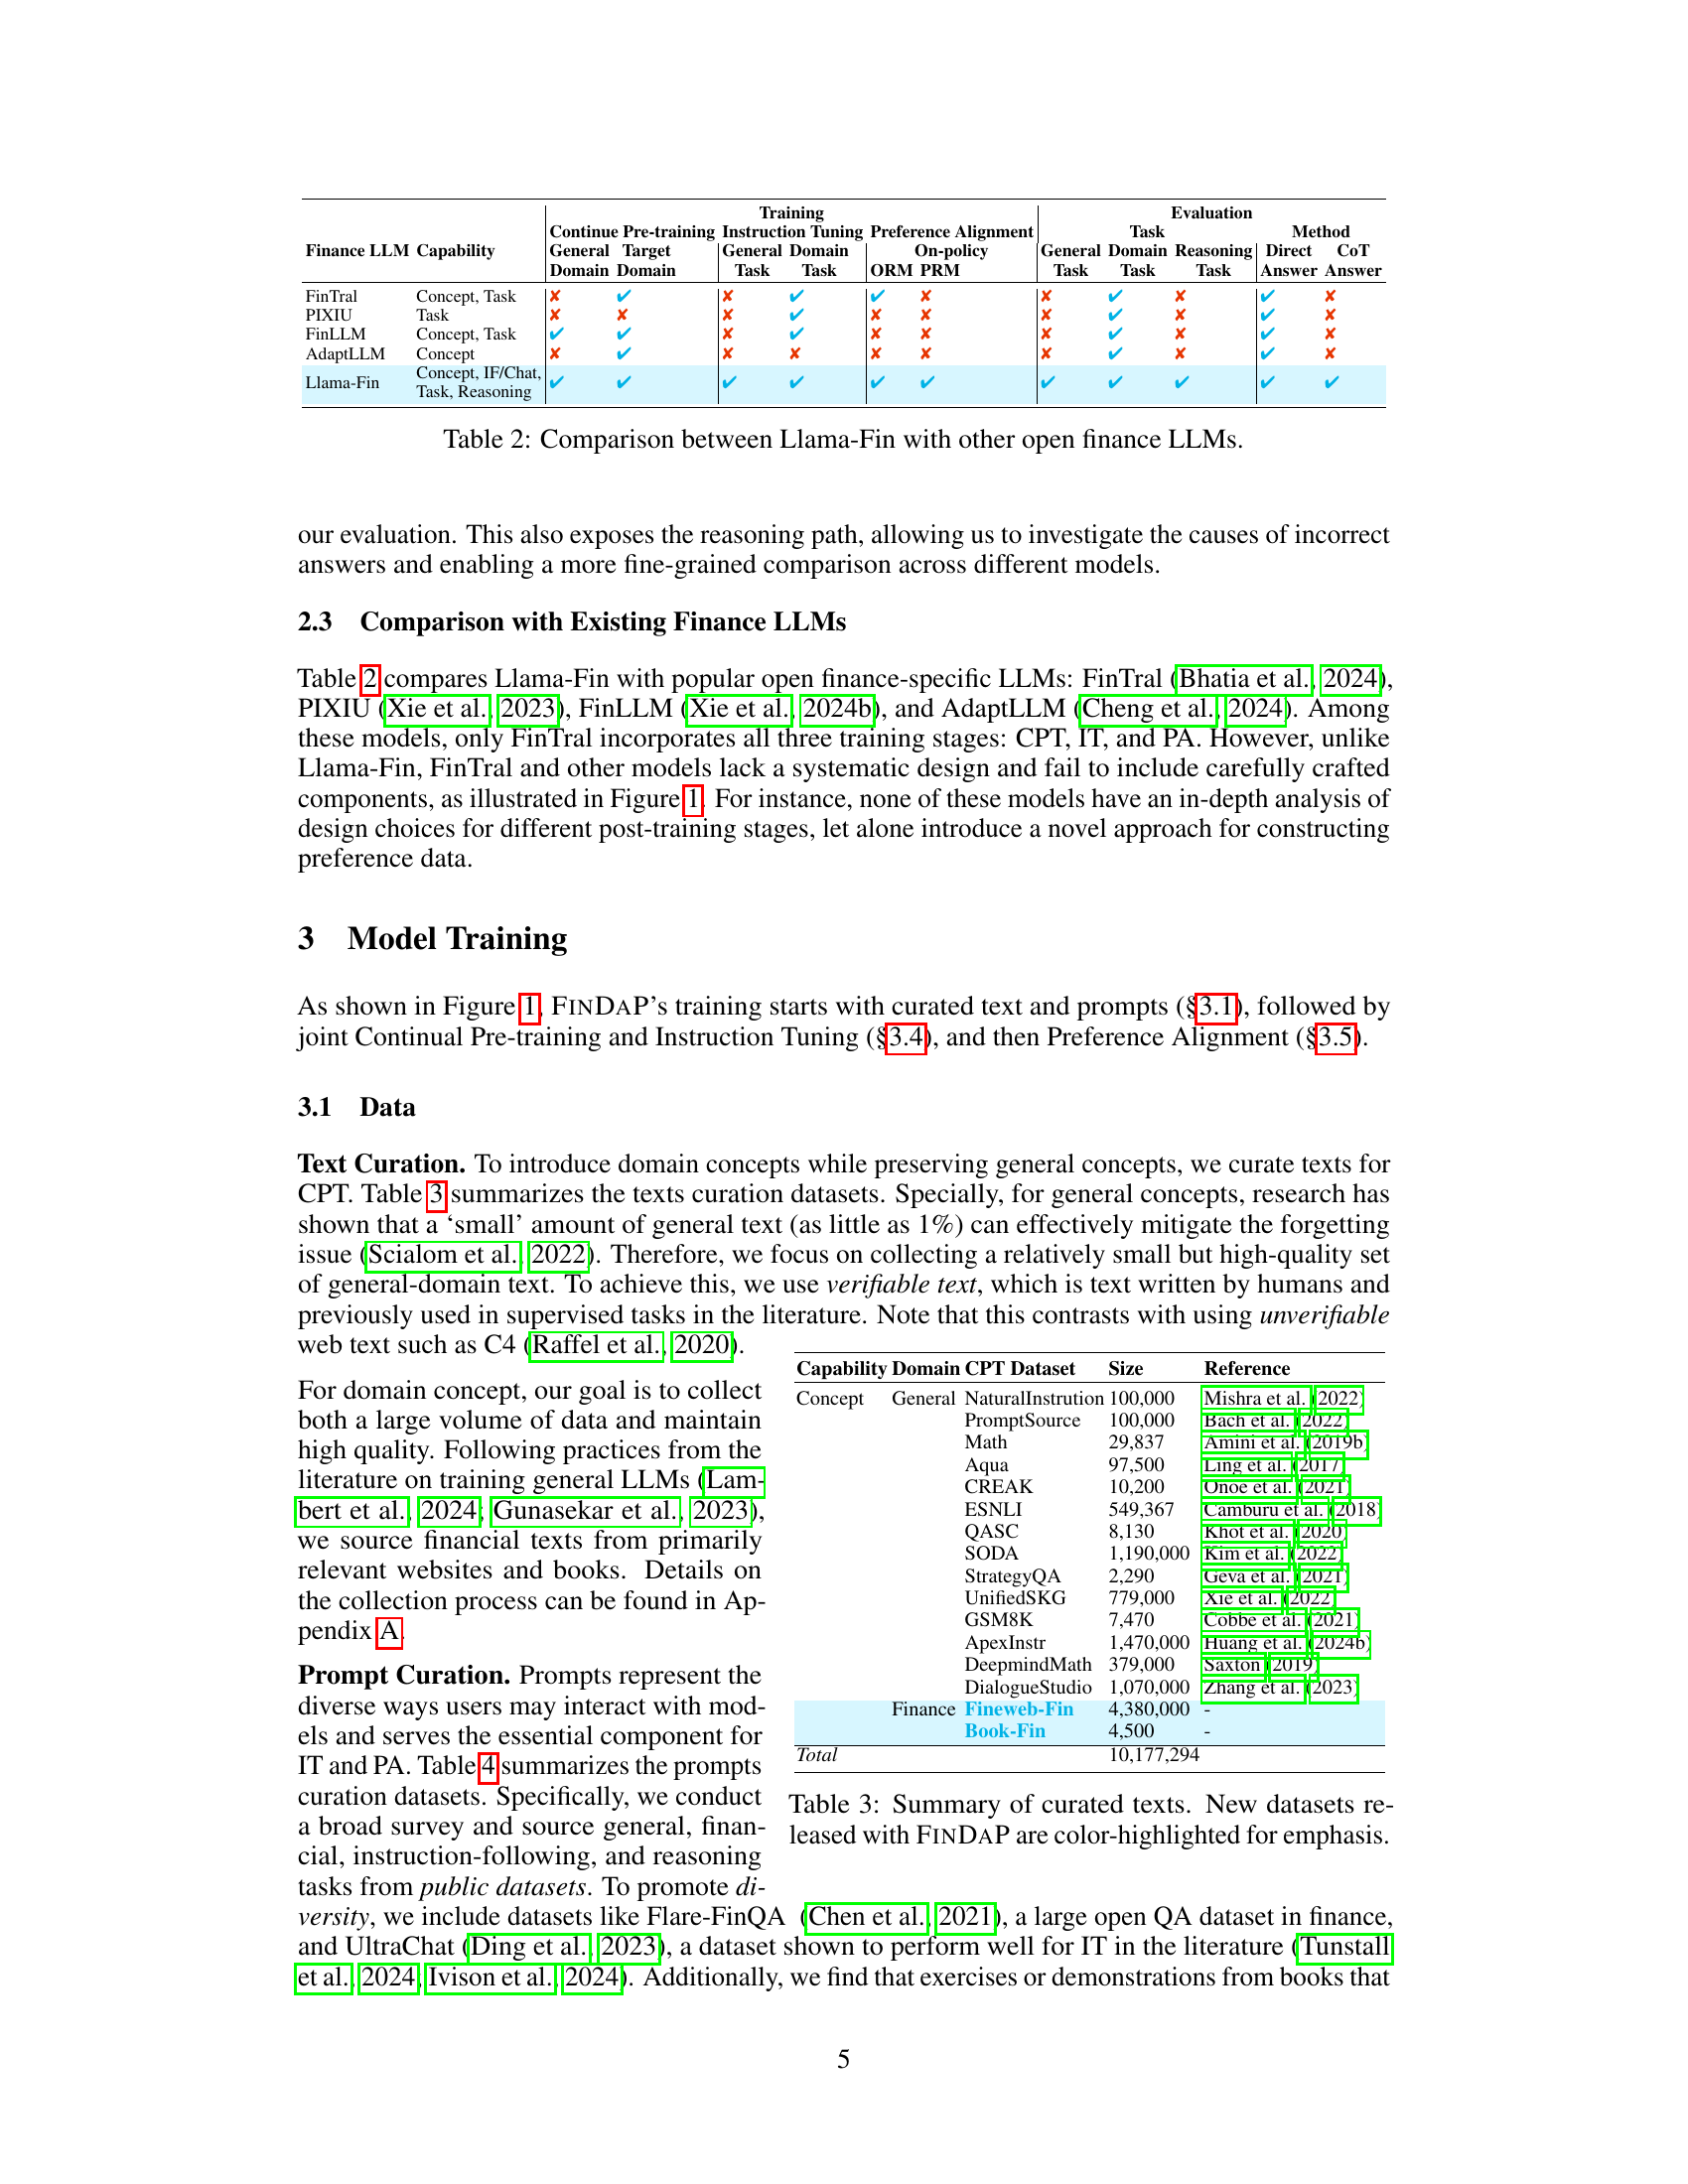 Training Evaluation
Continue Pre-training Instruction Tuning Preference Alignment Task Method
Finance LLM Capability General Target General Domain On-policy General Domain Reasoning Direct CoT
Domain Domain Task Task ORM PRM Task Task Task Answer Answer
FinTral Concept, Task ✘ ✔ ✘ ✔ ✔ ✘ ✘ ✔ ✘ ✔ ✘
PIXIU Task ✘ ✘ ✘ ✔ ✘ ✘ ✘ ✔ ✘ ✔ ✘
FinLLM Concept, Task ✔ ✔ ✘ ✔ ✘ ✘ ✘ ✔ ✘ ✔ ✘
AdaptLLM Concept ✘ ✔ ✘ ✘ ✘ ✘ ✘ ✔ ✘ ✔ ✘
Llama-Fin Concept, IF/Chat, ✔ ✔ ✔ ✔ ✔ ✔ ✔ ✔ ✔ ✔ ✔
Task, Reasoning
Table 2: Comparison between Llama-Fin with other open finance LLMs.
our evaluation. This also exposes the reasoning path, allowing us to investigate the causes of incorrect
answers and enabling a more fine-grained comparison across different models.
2.3 Comparison with Existing Finance LLMs
Table 2 compares Llama-Fin with popular open finance-specific LLMs: FinTral (Bhatia et al., 2024),
PIXIU (Xie et al., 2023), FinLLM (Xie et al., 2024b), and AdaptLLM (Cheng et al., 2024). Among
these models, only FinTral incorporates all three training stages: CPT, IT, and PA. However, unlike
Llama-Fin, FinTral and other models lack a systematic design and fail to include carefully crafted
components, as illustrated in Figure 1. For instance, none of these models have an in-depth analysis of
design choices for different post-training stages, let alone introduce a novel approach for constructing
preference data.
3 Model Training
As shown in Figure 1, FINDAP's training starts with curated text and prompts (§3.1), followed by
joint Continual Pre-training and Instruction Tuning (§3.4), and then Preference Alignment (§3.5).
3.1 Data
Text Curation. To introduce domain concepts while preserving general concepts, we curate texts for
CPT. Table 3 summarizes the texts curation datasets. Specially, for general concepts, research has
shown that a ‘small’ amount of general text (as little as 1%) can effectively mitigate the forgetting
issue (Scialom et al., 2022). Therefore, we focus on collecting a relatively small but high-quality set
of general-domain text. To achieve this, we use verifiable text, which is text written by humans and
previously used in supervised tasks in the literature. Note that this contrasts with using unverifiable
web text such as C4 (Raffel et al., 2020).
For domain concept, our goal is to collect
both a large volume of data and maintain
high quality. Following practices from the
literature on training general LLMs (Lam-
bert et al., 2024; Gunasekar et al., 2023),
we source financial texts from primarily
relevant websites and books. Details on
the collection process can be found in Ap-
pendix A.
Prompt Curation. Prompts represent the
diverse ways users may interact with mod-
els and serves the essential component for
IT and PA. Table 4 summarizes the prompts
curation datasets. Specifically, we conduct
a broad survey and source general, finan-
cial, instruction-following, and reasoning
tasks from public datasets. To promote di-
Capability Domain CPT Dataset Size Reference
Concept General NaturalInstrution 100,000 Mishra et al. (2022)
PromptSource 100,000 Bach et al. (2022)
Math 29,837 Amini et al. (2019b)
Aqua 97,500 Ling et al. (2017)
CREAK 10,200 Onoe et al. (2021)
ESNLI 549,367 Camburu et al. (2018)
QASC 8,130 Khot et al. (2020)
SODA 1,190,000 Kim et al. (2022)
StrategyQA 2,290 Geva et al. (2021)
UnifiedSKG 779,000 Xie et al. (2022)
GSM8K 7,470 Cobbe et al. (2021)
ApexInstr 1,470,000 Huang et al. (2024b)
DeepmindMath 379,000 Saxton (2019)
DialogueStudio 1,070,000 Zhang et al. (2023)
Finance Fineweb-Fin 4,380,000 -
Book-Fin 4,500 -
Total 10,177,294
Table 3: Summary of curated texts. New datasets re-
leased with FINDAP are color-highlighted for emphasis.
versity, we include datasets like Flare-FinQA (Chen et al., 2021), a large open QA dataset in finance,
and UltraChat (Ding et al., 2023), a dataset shown to perform well for IT in the literature (Tunstall
et al., 2024; Ivison et al., 2024). Additionally, we find that exercises or demonstrations from books that
5